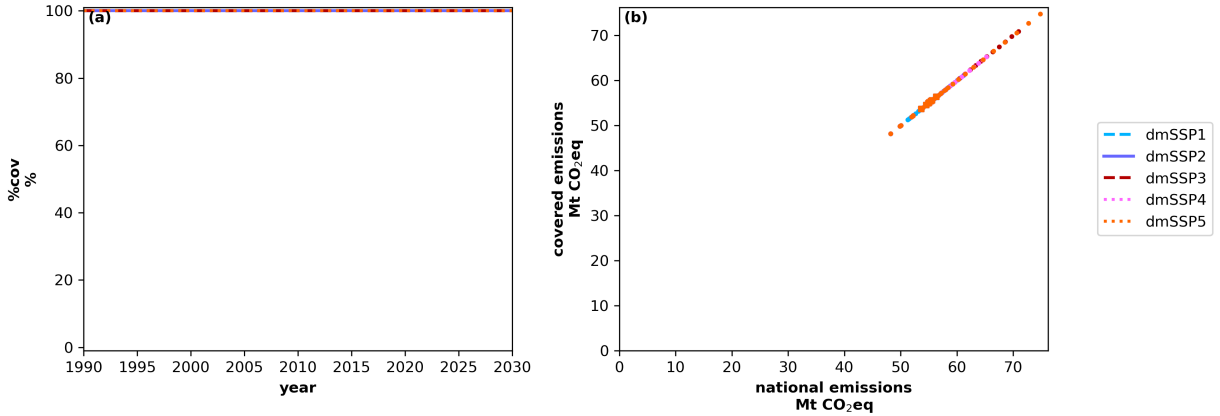 (a)
100
80
60
40
20
0
%cov
%
1990 1995 2000 2005 2010 2015 2020 2025 2030
year
(b)
70
60
50
40
30
20
10
0
covered emissions
Mt CO₂eq
0 10 20 30 40 50 60 70
national emissions
Mt CO₂eq
dmSSP1
dmSSP2
dmSSP3
dmSSP4
dmSSP5